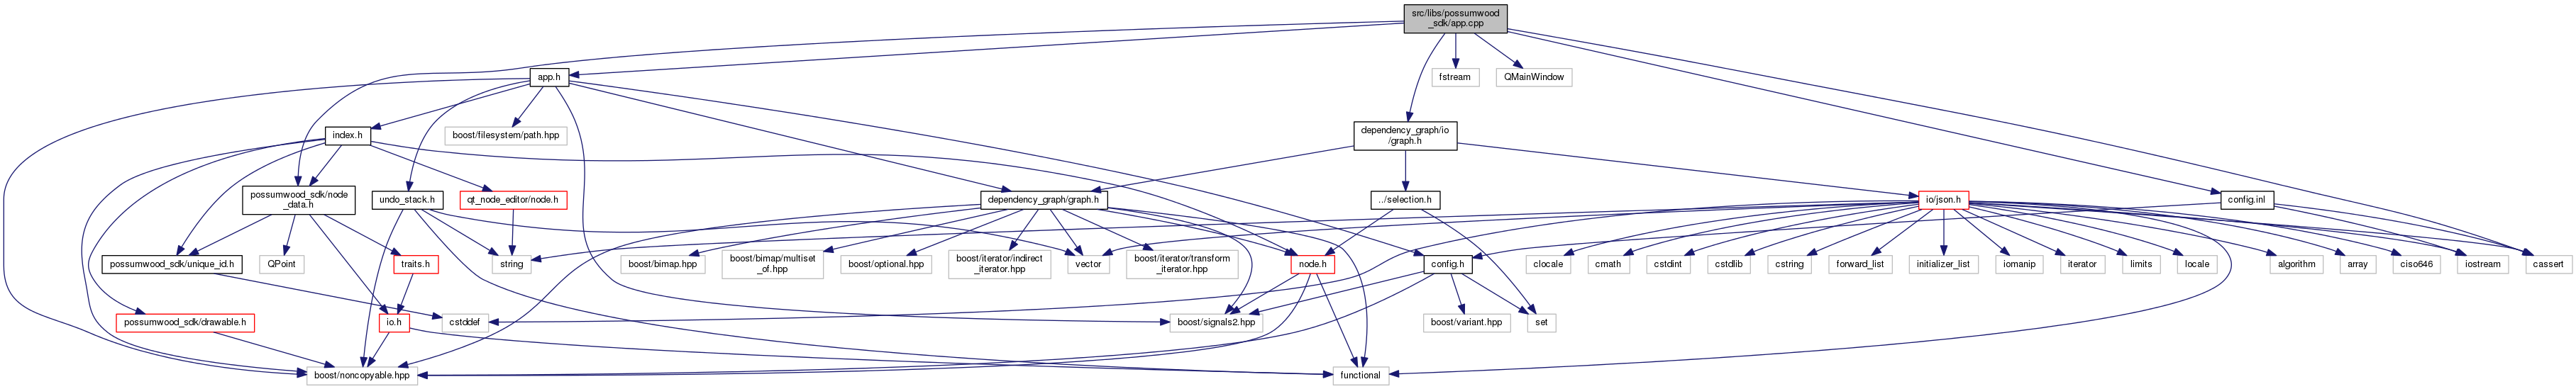 src/libs/possumwood
_sdk/app.cpp
app.h
fstream
QMainWindow
index.h
boost/filesystem/path.hpp
dependency_graph/io
/graph.h
possumwood_sdk/node
_data.h
undo_stack.h
qt_node_editor/node.h
dependency_graph/graph.h
../selection.h
io/json.h
config.inl
possumwood_sdk/unique_id.h
QPoint
traits.h
string
boost/bimap.hpp
boost/bimap/multiset
_of.hpp
boost/optional.hpp
boost/iterator/indirect
_iterator.hpp
vector
boost/iterator/transform
_iterator.hpp
node.h
config.h
clocale
cmath
cstdint
cstdlib
cstring
forward_list
initializer_list
iomanip
iterator
limits
locale
algorithm
array
ciso646
iostream
cassert
possumwood_sdk/drawable.h
io.h
cstddef
boost/signals2.hpp
boost/variant.hpp
set
boost/noncopyable.hpp
functional